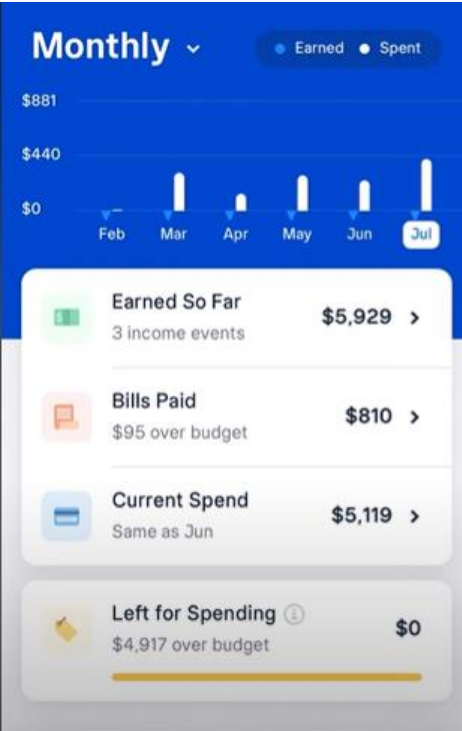 Monthly
Earned Spent
$881
$440
$0
Feb Mar Apr May Jun Jul
Earned So Far
$5,929
3 income events
Bills Paid
$810
$95 over budget
Current Spend
$5,119
Same as Jun
Left for Spending
$0
$4,917 over budget